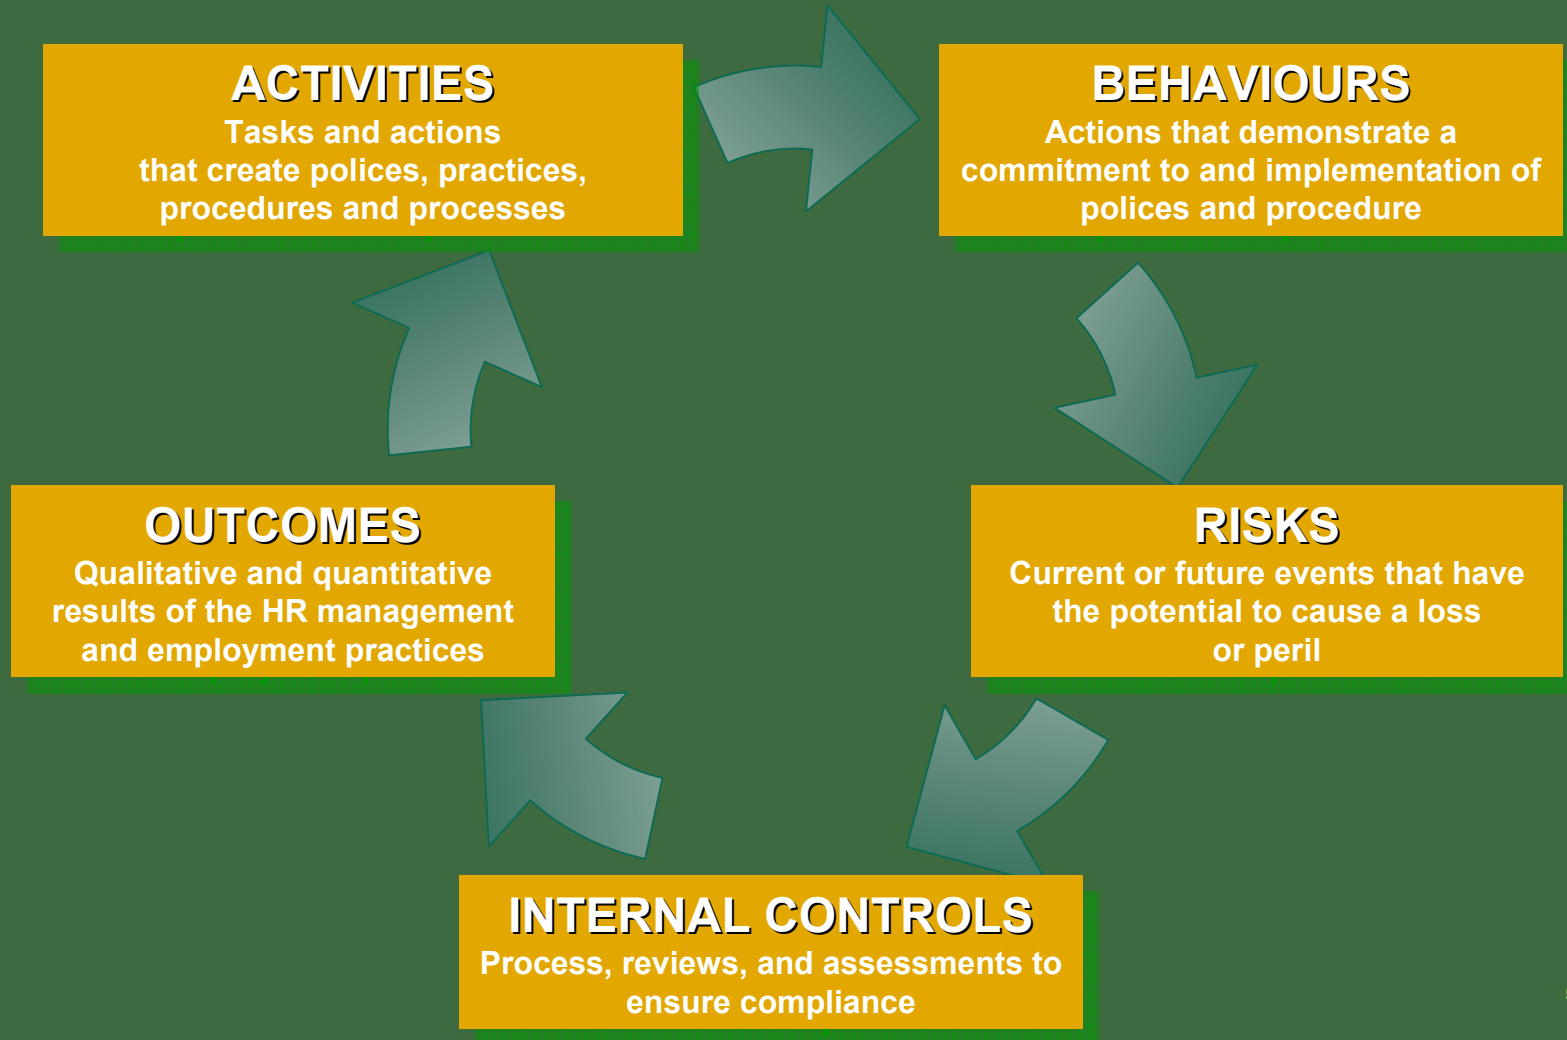 ACTIVITIES
Tasks and actions
that create polices, practices,
procedures and processes
BEHAVIOURS
Actions that demonstrate a
commitment to and implementation of
polices and procedure
RISKS
Current or future events that have
the potential to cause a loss
or peril
INTERNAL CONTROLS
Process, reviews, and assessments to
ensure compliance
OUTCOMES
Qualitative and quantitative
results of the HR management
and employment practices